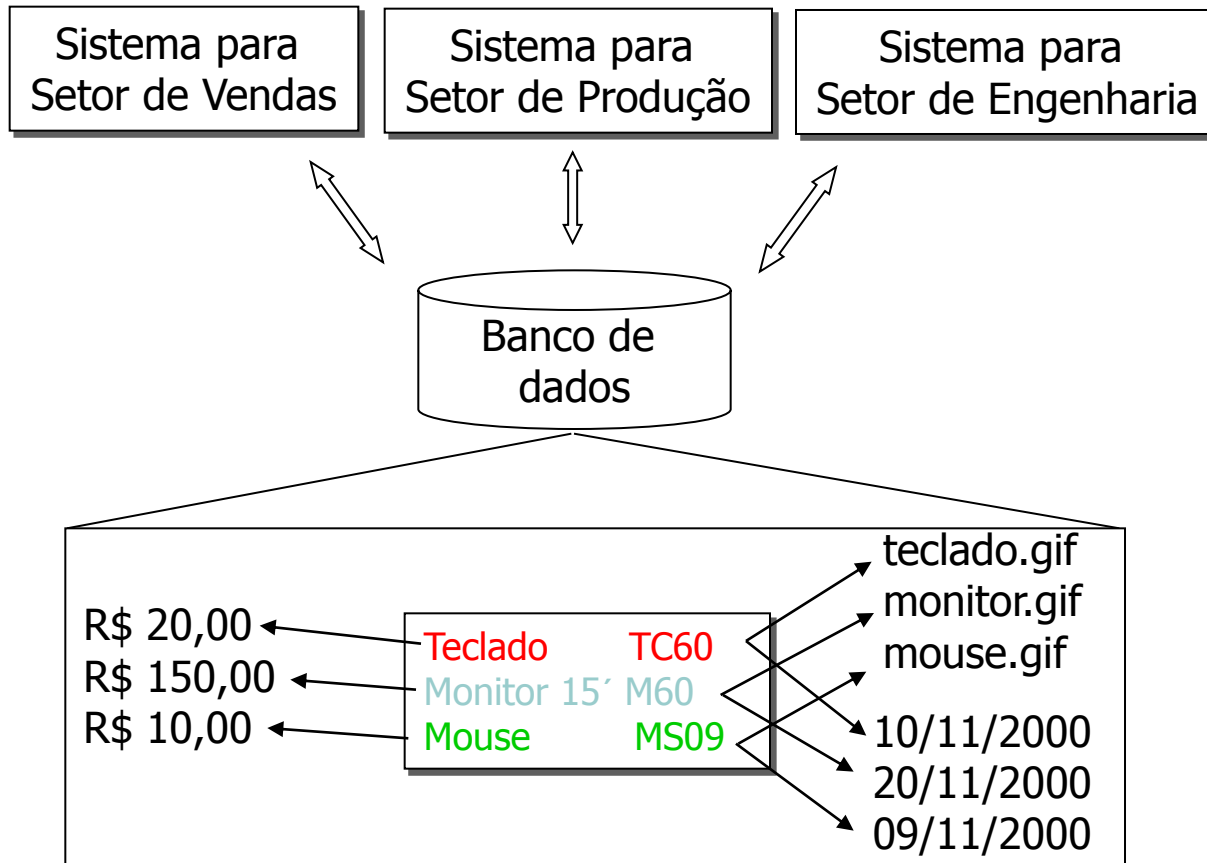 Sistema para
Setor de Vendas
Sistema para
Setor de Produção
Sistema para
Setor de Engenharia
Banco de
dados
R$ 20,00
R$ 150,00
R$ 10,00
Teclado TC60
Monitor 15´ M60
Mouse MS09
teclado.gif
monitor.gif
mouse.gif
10/11/2000
20/11/2000
09/11/2000